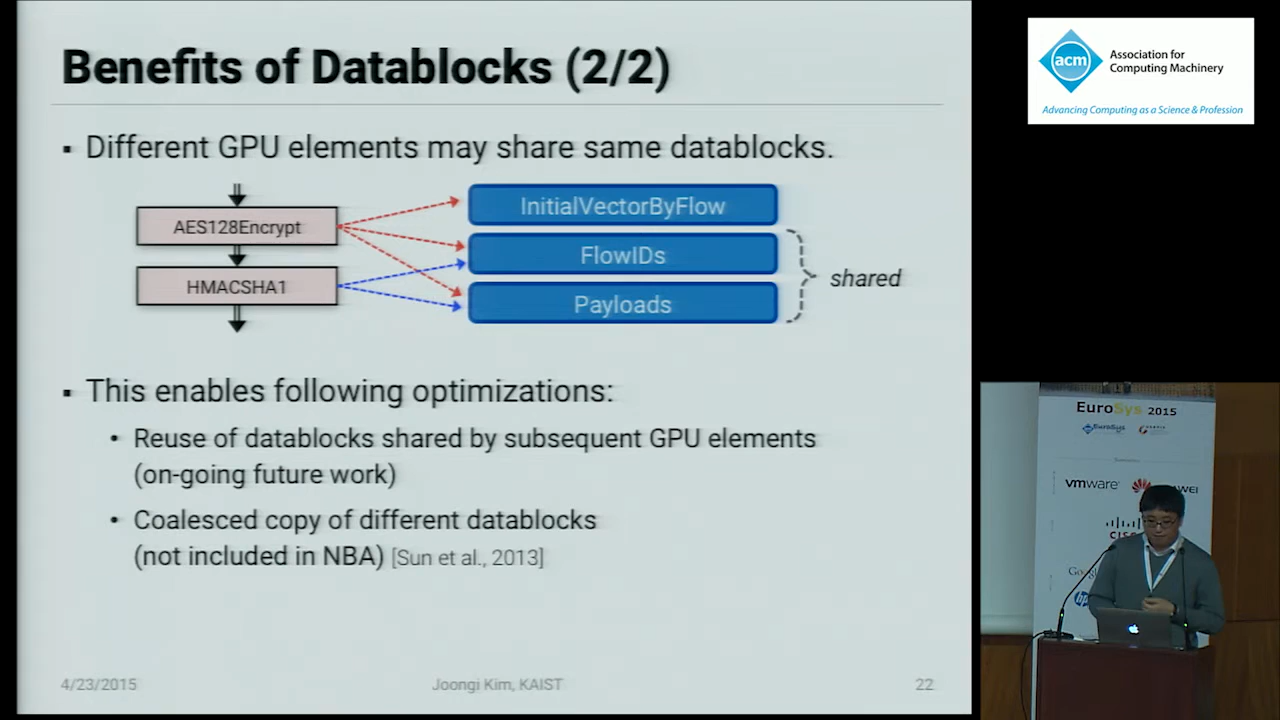 Benefits of Datablocks (2/2)
▪ Different GPU elements may share same datablocks.
AES128Encrypt
HMACSHA1
InitialVectorByFlow
FlowIDs
Payloads
shared
▪ This enables following optimizations:
• Reuse of datablocks shared by subsequent GPU elements
(on-going future work)
• Coalesced copy of different datablocks
(not included in NBA) [Sun et al., 2013]
4/23/2015
Joongi Kim, KAIST
22
acm
Association for
Computing Machinery
Advancing Computing as a Science & Profession
EuroSys 2015
EuroSys
vmware
hp